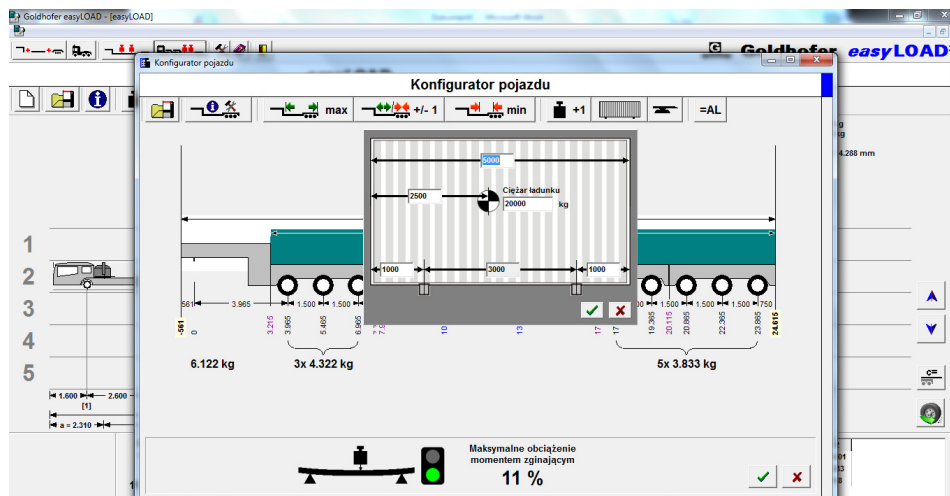 Goldhofer easyLOAD - [easyLOAD]
Goldhofer easyLOAD
Konfigurator pojazdu
Konfigurator pojazdu
max
+/- 1
min
+1
=AL
4.288 mm
5000
2500
Ciężar ładunku
20000 kg
1000
3000
1000
1
2
3
4
5
561
3.965
1.500
1.500
1.500
1.500
750
-561
0
3.215
3.965
5.465
6.965
10
13
17
17
19.365
20.115
20.865
22.365
23.865
24.615
6.122 kg
3x 4.322 kg
5x 3.833 kg
1.600
2.600
[1]
a = 2.310
c=
Maksymalne obciążenie
momentem zginającym
11 %